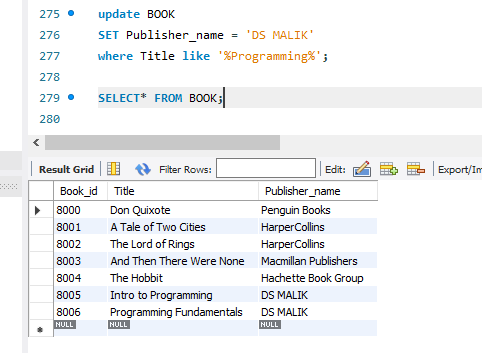 275 update BOOK
276 SET Publisher_name = 'DS MALIK'
277 where Title like '%Programming%';
278
279 SELECT* FROM BOOK;
280
Result Grid Filter Rows: Edit: Export/Im
Book_id Title Publisher_name
8000 Don Quixote Penguin Books
8001 A Tale of Two Cities HarperCollins
8002 The Lord of Rings HarperCollins
8003 And Then There Were None Macmillan Publishers
8004 The Hobbit Hachette Book Group
8005 Intro to Programming DS MALIK
8006 Programming Fundamentals DS MALIK
NULL NULL NULL